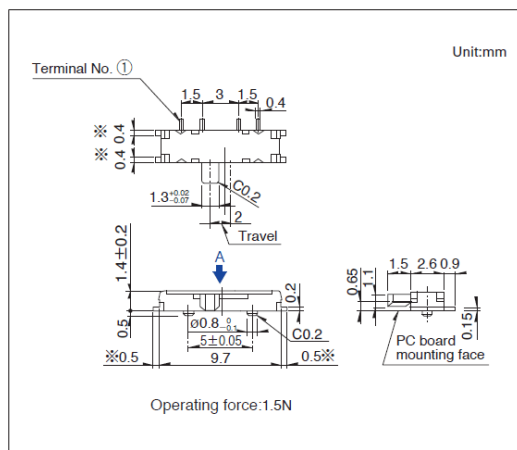 Unit:mm
Terminal No. ①
1.5 3 1.5
0.4
※ 0.4
※ 0.4
C0.2
1.3 +0.02 -0.07
2
Travel
A
1.4±0.2
0.2
0.5
ø0.8 0 -0.1
C0.2
5±0.05
※0.5 9.7 0.5※
1.5 2.6 0.9
1.1
0.65
0.15
PC board
mounting face
Operating force:1.5N